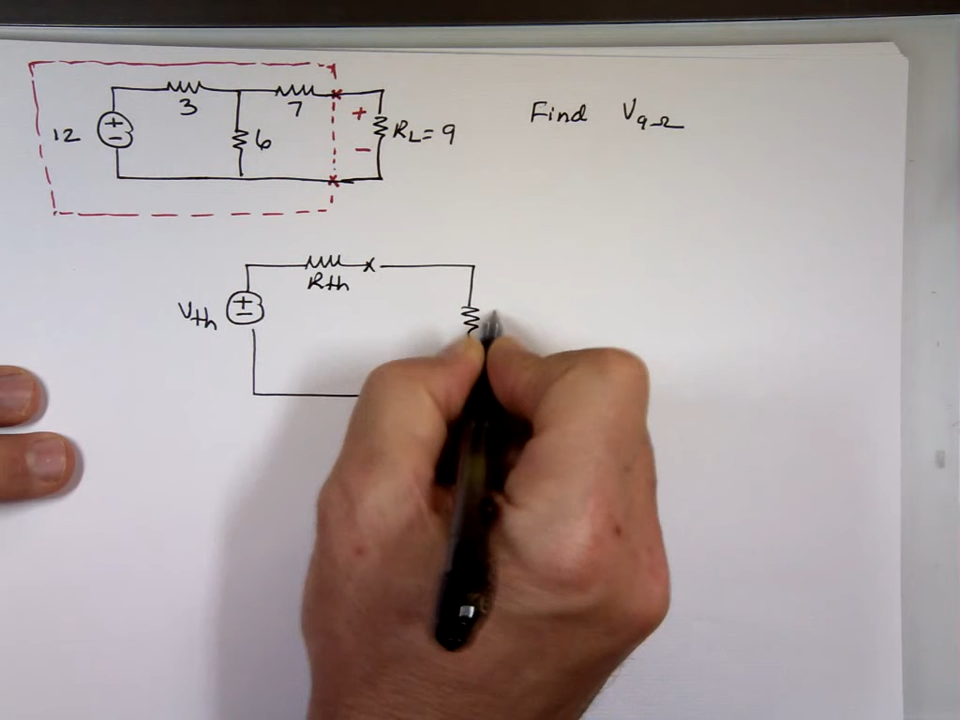 3 7
12 + − 6 + − RL = 9
Find V9Ω
Rth
Vth + −